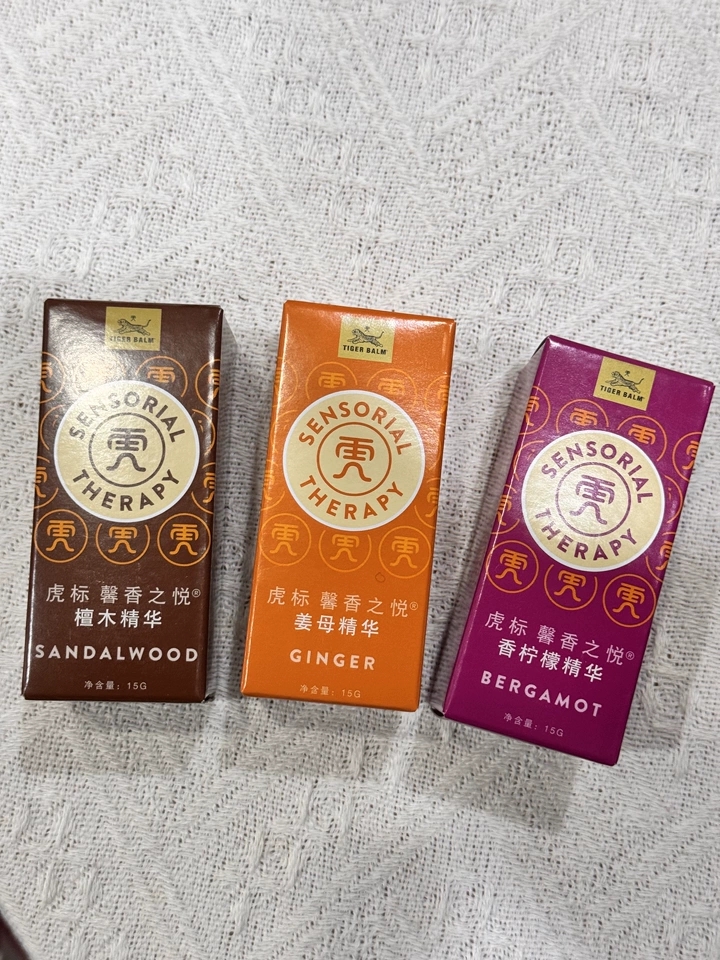 TIGER BALM
SENSORIAL
THERAPY
虎标 馨香之悦®
檀木精华
SANDALWOOD
净含量：15G
TIGER BALM
SENSORIAL
THERAPY
虎标 馨香之悦®
姜母精华
GINGER
净含量：15G
TIGER BALM
SENSORIAL
THERAPY
虎标 馨香之悦®
香柠檬精华
BERGAMOT
净含量：15G